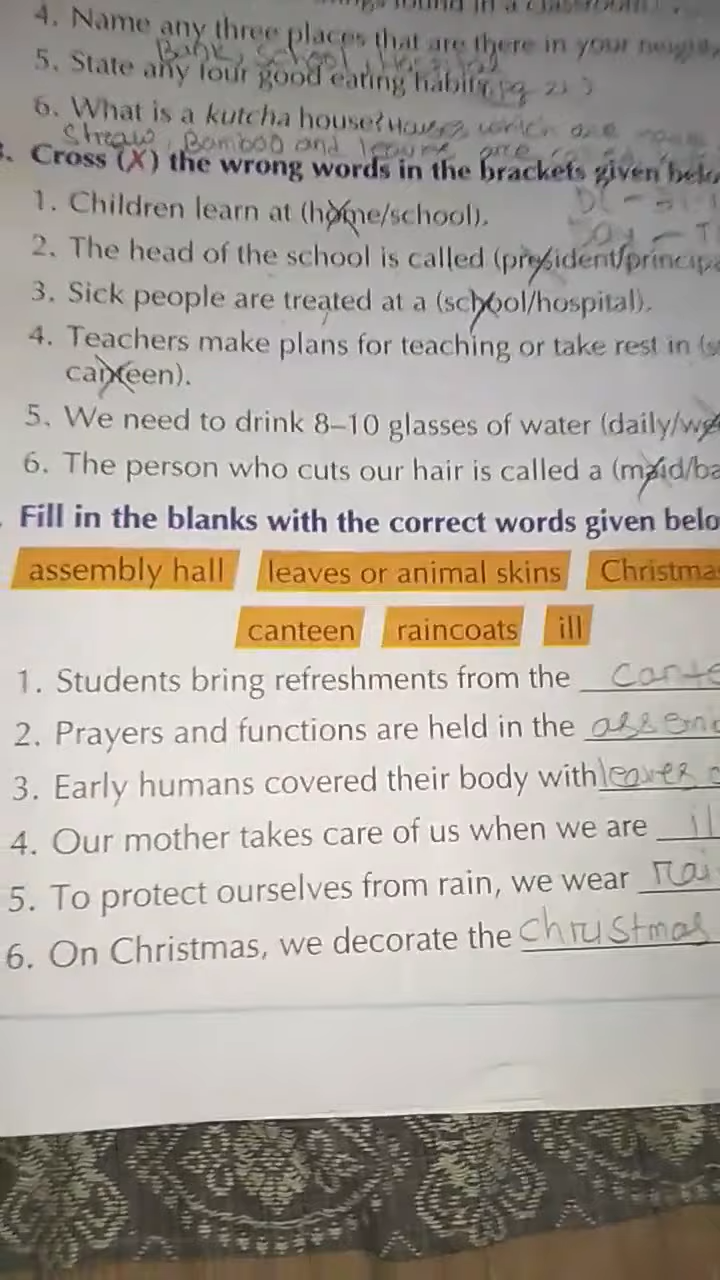 4. Name any three places that are there in your
Bank, School, Hospital
5. State any four good eating habits. pg 21
6. What is a kutcha house? Houses which are
Straw, Bamboo and leaves are
Cross (X) the wrong words in the brackets given belo
1. Children learn at (home/school).
2. The head of the school is called (president/princip
3. Sick people are treated at a (school/hospital).
4. Teachers make plans for teaching or take rest in (s
canteen).
5. We need to drink 8–10 glasses of water (daily/we
6. The person who cuts our hair is called a (maid/ba
Fill in the blanks with the correct words given belo
assembly hall leaves or animal skins Christma
canteen raincoats ill
1. Students bring refreshments from the cante
2. Prayers and functions are held in the assem
3. Early humans covered their body with leaves o
4. Our mother takes care of us when we are il
5. To protect ourselves from rain, we wear rai
6. On Christmas, we decorate the Christmas